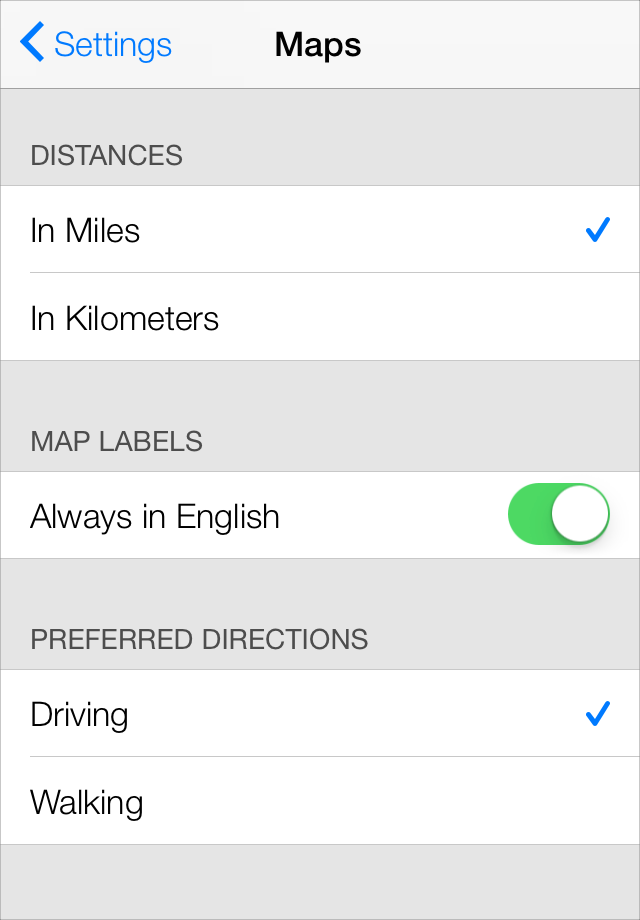 Settings
Maps
DISTANCES
In Miles
In Kilometers
MAP LABELS
Always in English
PREFERRED DIRECTIONS
Driving
Walking